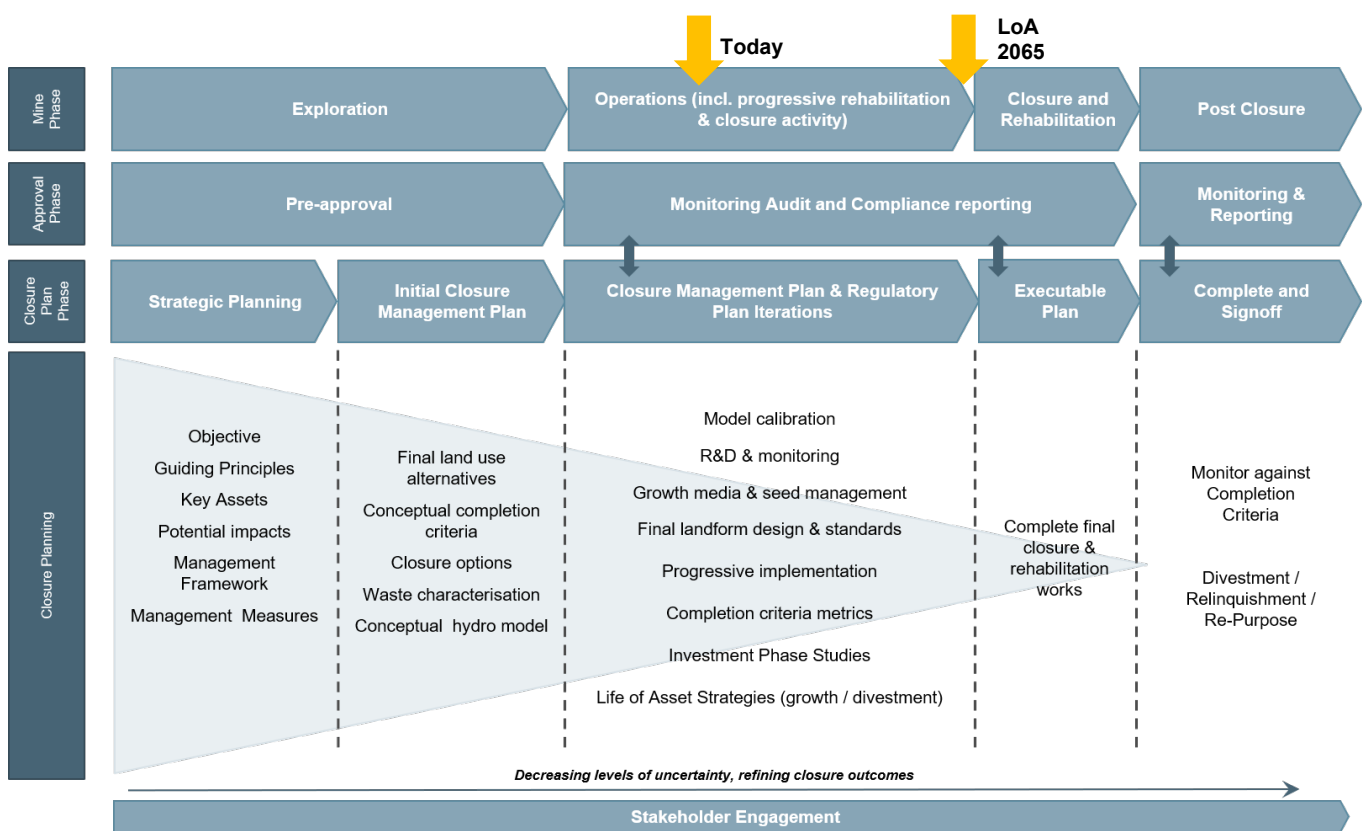 Today
LoA
2065
Mine
Phase
Exploration
Operations (incl. progressive rehabilitation
& closure activity)
Closure and
Rehabilitation
Post Closure
Approval
Phase
Pre-approval
Monitoring Audit and Compliance reporting
Monitoring &
Reporting
Closure
Plan
Phase
Strategic Planning
Initial Closure
Management Plan
Closure Management Plan & Regulatory
Plan Iterations
Executable
Plan
Complete and
Signoff
Closure Planning
Objective
Guiding Principles
Key Assets
Potential impacts
Management
Framework
Management Measures
Final land use
alternatives
Conceptual completion
criteria
Closure options
Waste characterisation
Conceptual hydro model
Model calibration
R&D & monitoring
Growth media & seed management
Final landform design & standards
Progressive implementation
Completion criteria metrics
Investment Phase Studies
Life of Asset Strategies (growth / divestment)
Complete final
closure &
rehabilitation
works
Monitor against
Completion
Criteria
Divestment /
Relinquishment /
Re-Purpose
Decreasing levels of uncertainty, refining closure outcomes
Stakeholder Engagement